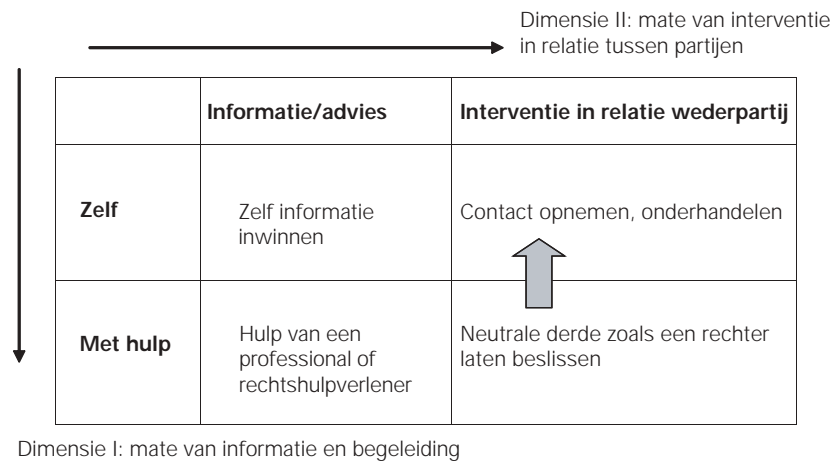 Dimensie II: mate van interventie
in relatie tussen partijen
Informatie/advies
Interventie in relatie wederpartij
Zelf
Zelf informatie
inwinnen
Contact opnemen, onderhandelen
Met hulp
Hulp van een
professional of
rechtshulpverlener
Neutrale derde zoals een rechter
laten beslissen
Dimensie I: mate van informatie en begeleiding